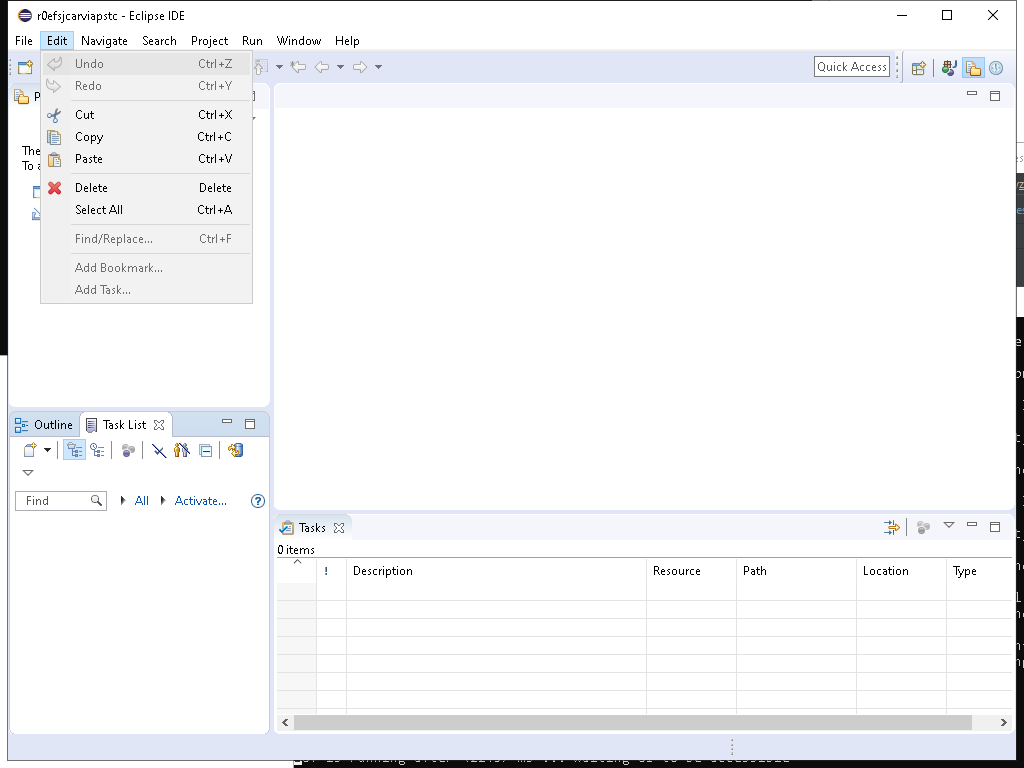 r0efsjcarviapstc - Eclipse IDE
File Edit Navigate Search Project Run Window Help
Quick Access
Undo Ctrl+Z
Redo Ctrl+Y
Cut Ctrl+X
Copy Ctrl+C
Paste Ctrl+V
Delete Delete
Select All Ctrl+A
Find/Replace... Ctrl+F
Add Bookmark...
Add Task...
The
To
Outline Task List
Find All Activate...
Tasks
0 items
! Description Resource Path Location Type